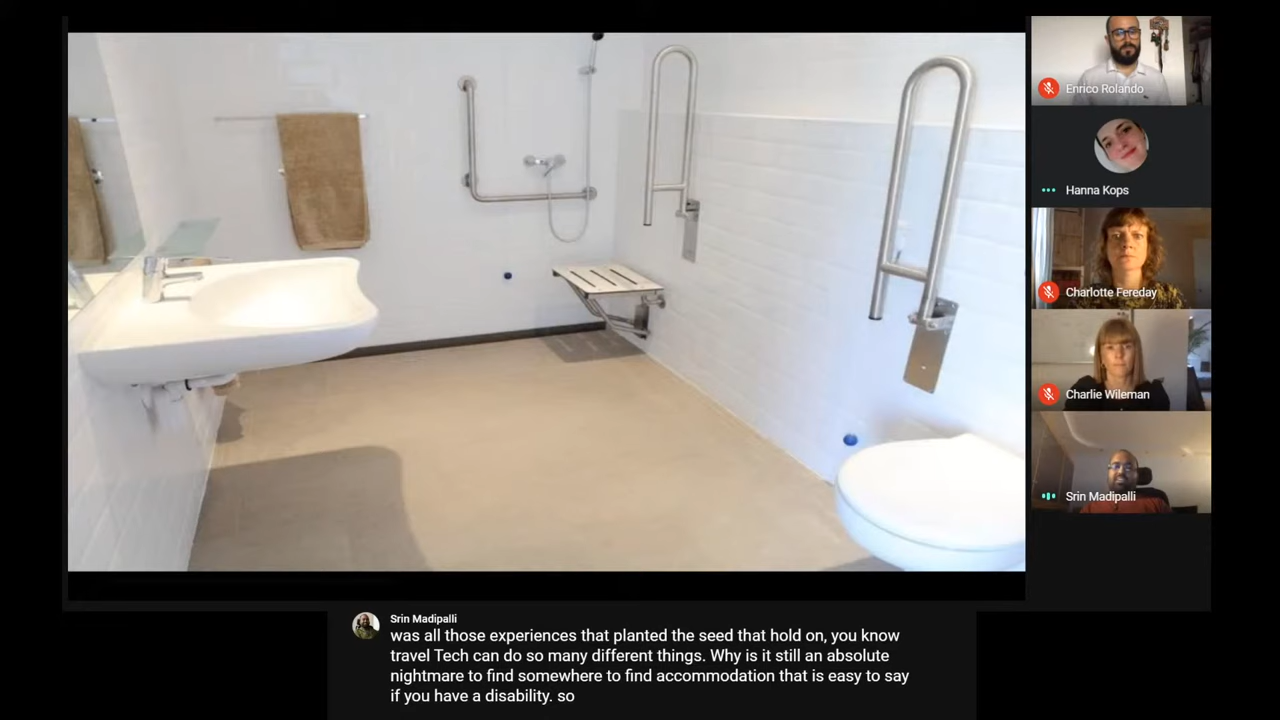 Enrico Rolando
Hanna Kops
Charlotte Fereday
Charlie Wileman
Srin Madipalli
Srin Madipalli
was all those experiences that planted the seed that hold on, you know
travel Tech can do so many different things. Why is it still an absolute
nightmare to find somewhere to find accommodation that is easy to say
if you have a disability. so